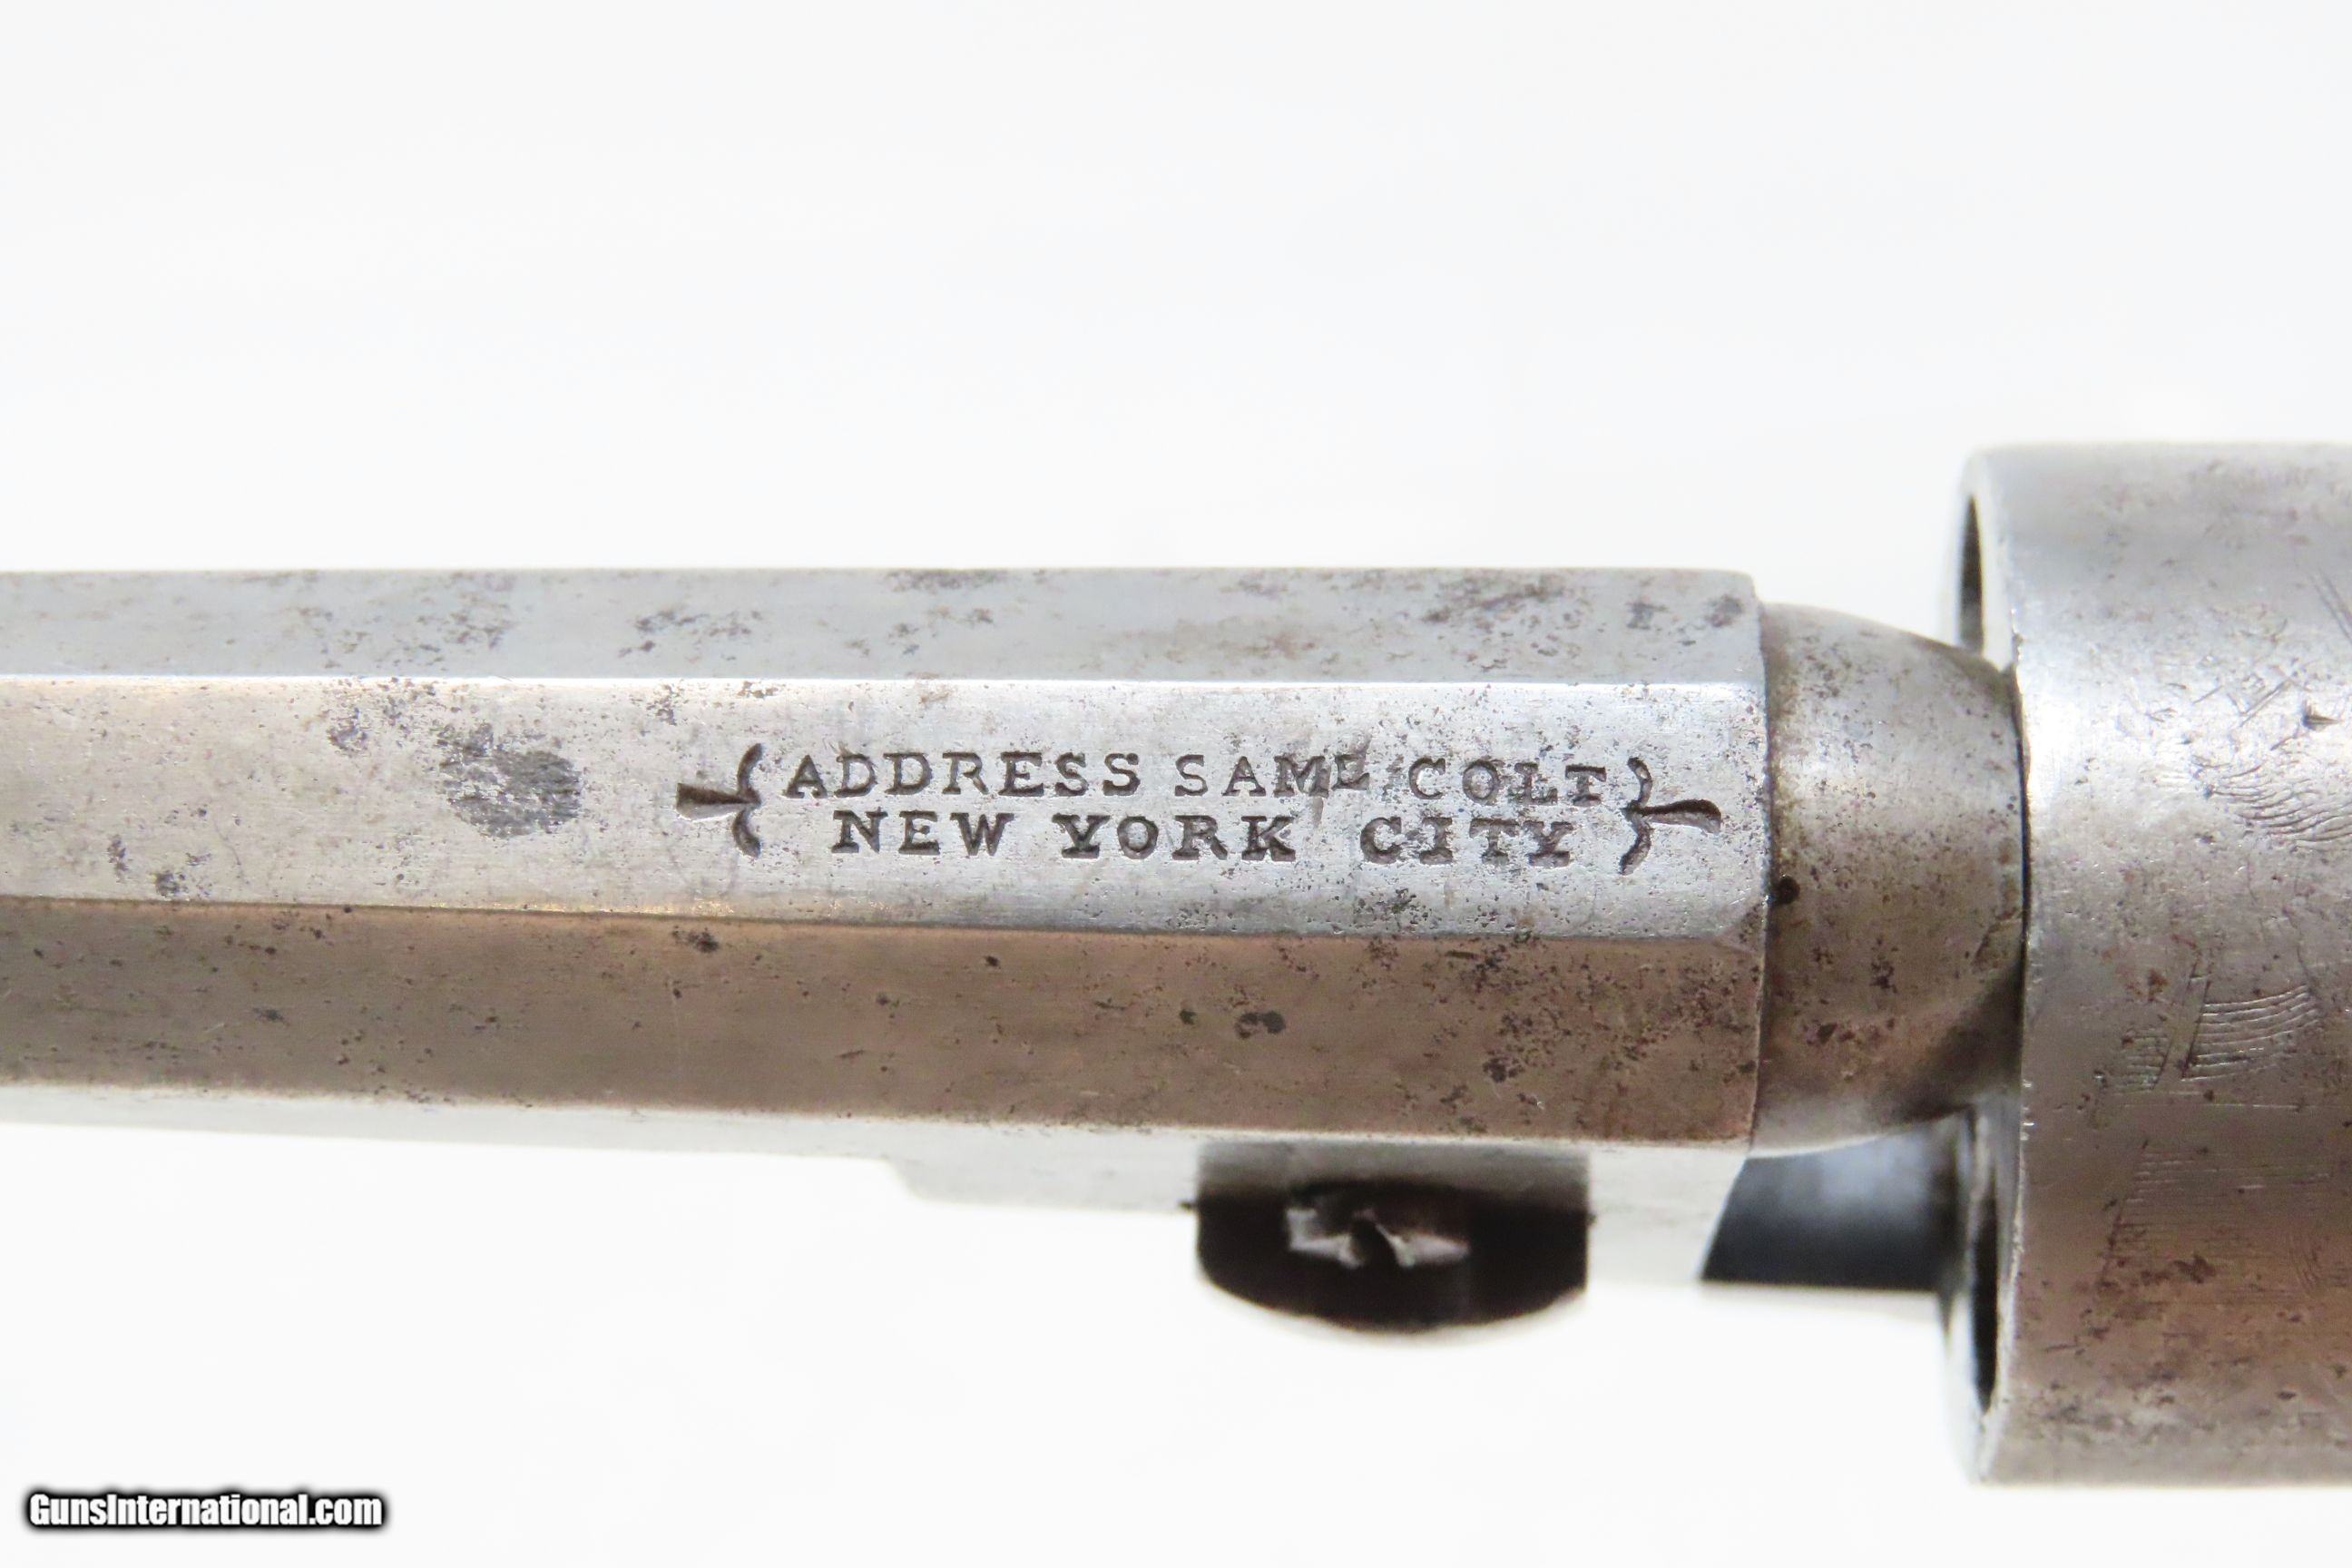 ADDRESS SAMᴸ COLT
NEW YORK CITY
GunsInternational.com